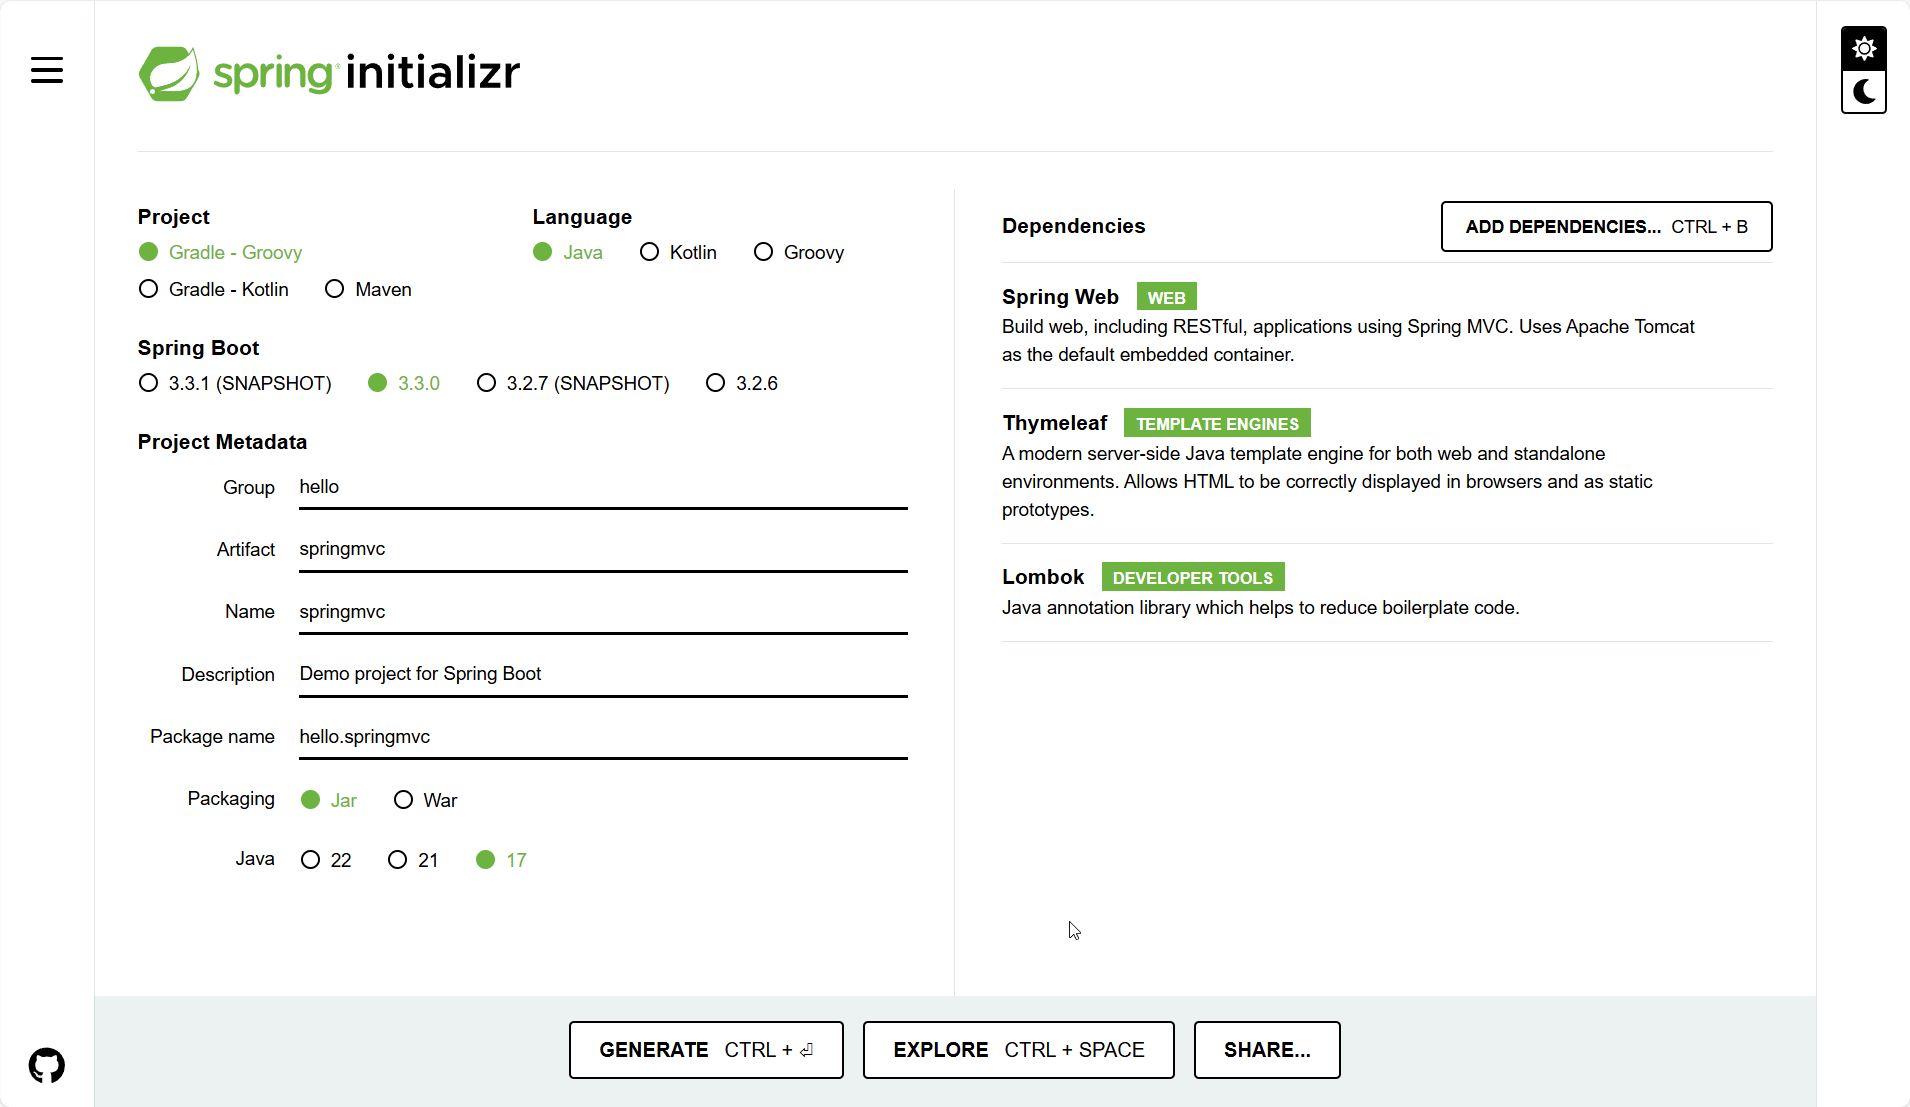 spring initializr
Project
Gradle - Groovy
Gradle - Kotlin Maven
Language
Java Kotlin Groovy
Spring Boot
3.3.1 (SNAPSHOT) 3.3.0 3.2.7 (SNAPSHOT) 3.2.6
Project Metadata
Group hello
Artifact springmvc
Name springmvc
Description Demo project for Spring Boot
Package name hello.springmvc
Packaging Jar War
Java 22 21 17
Dependencies
ADD DEPENDENCIES... CTRL + B
Spring Web WEB
Build web, including RESTful, applications using Spring MVC. Uses Apache Tomcat
as the default embedded container.
Thymeleaf TEMPLATE ENGINES
A modern server-side Java template engine for both web and standalone
environments. Allows HTML to be correctly displayed in browsers and as static
prototypes.
Lombok DEVELOPER TOOLS
Java annotation library which helps to reduce boilerplate code.
GENERATE CTRL + ⏎
EXPLORE CTRL + SPACE
SHARE...